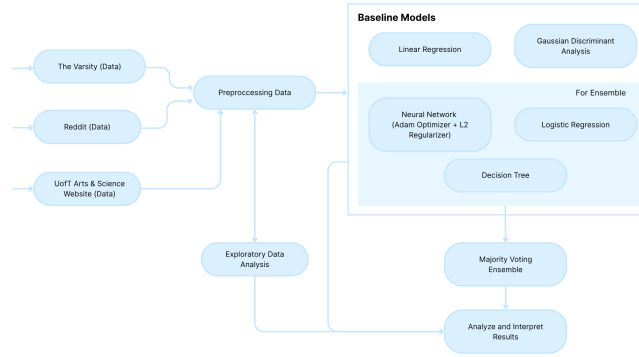 Baseline Models
Linear Regression
Gaussian Discriminant
Analysis
The Varsity (Data)
Preproccessing Data
For Ensemble
Reddit (Data)
Neural Network
(Adam Optimizer + L2
Regularizer)
Logistic Regression
Decision Tree
UofT Arts & Science
Website (Data)
Exploratory Data
Analysis
Majority Voting
Ensemble
Analyze and Interpret
Results